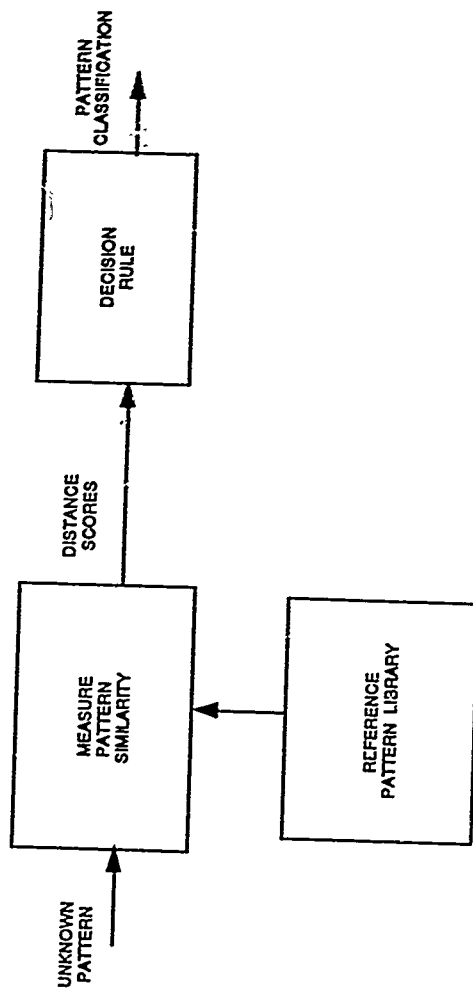 UNKNOWN
PATTERN
MEASURE
PATTERN
SIMILARITY
DISTANCE
SCORES
DECISION
RULE
PATTERN
CLASSIFICATION
REFERENCE
PATTERN LIBRARY